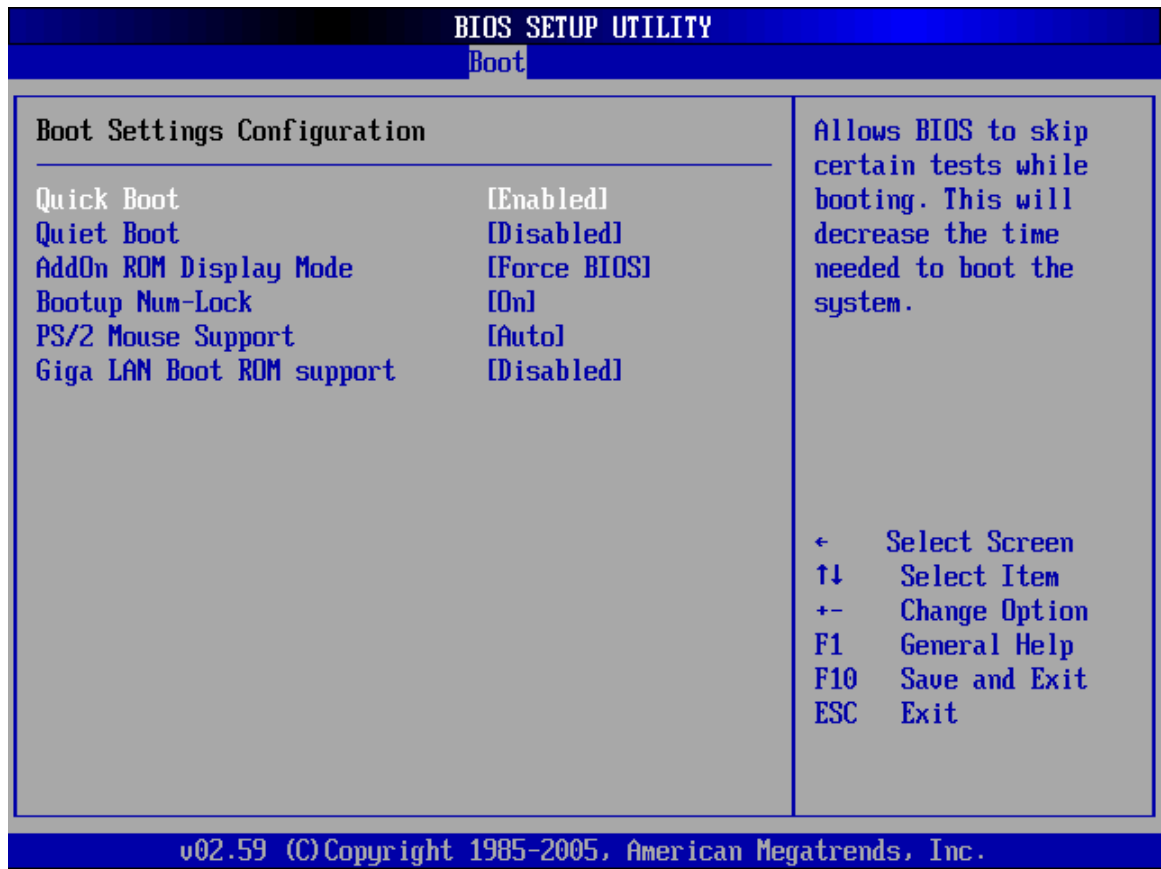 BIOS SETUP UTILITY
Boot
Boot Settings Configuration
Quick Boot [Enabled]
Quiet Boot [Disabled]
AddOn ROM Display Mode [Force BIOS]
Bootup Num-Lock [On]
PS/2 Mouse Support [Auto]
Giga LAN Boot ROM support [Disabled]
Allows BIOS to skip
certain tests while
booting. This will
decrease the time
needed to boot the
system.
← Select Screen
↑↓ Select Item
+- Change Option
F1 General Help
F10 Save and Exit
ESC Exit
v02.59 (C)Copyright 1985-2005, American Megatrends, Inc.